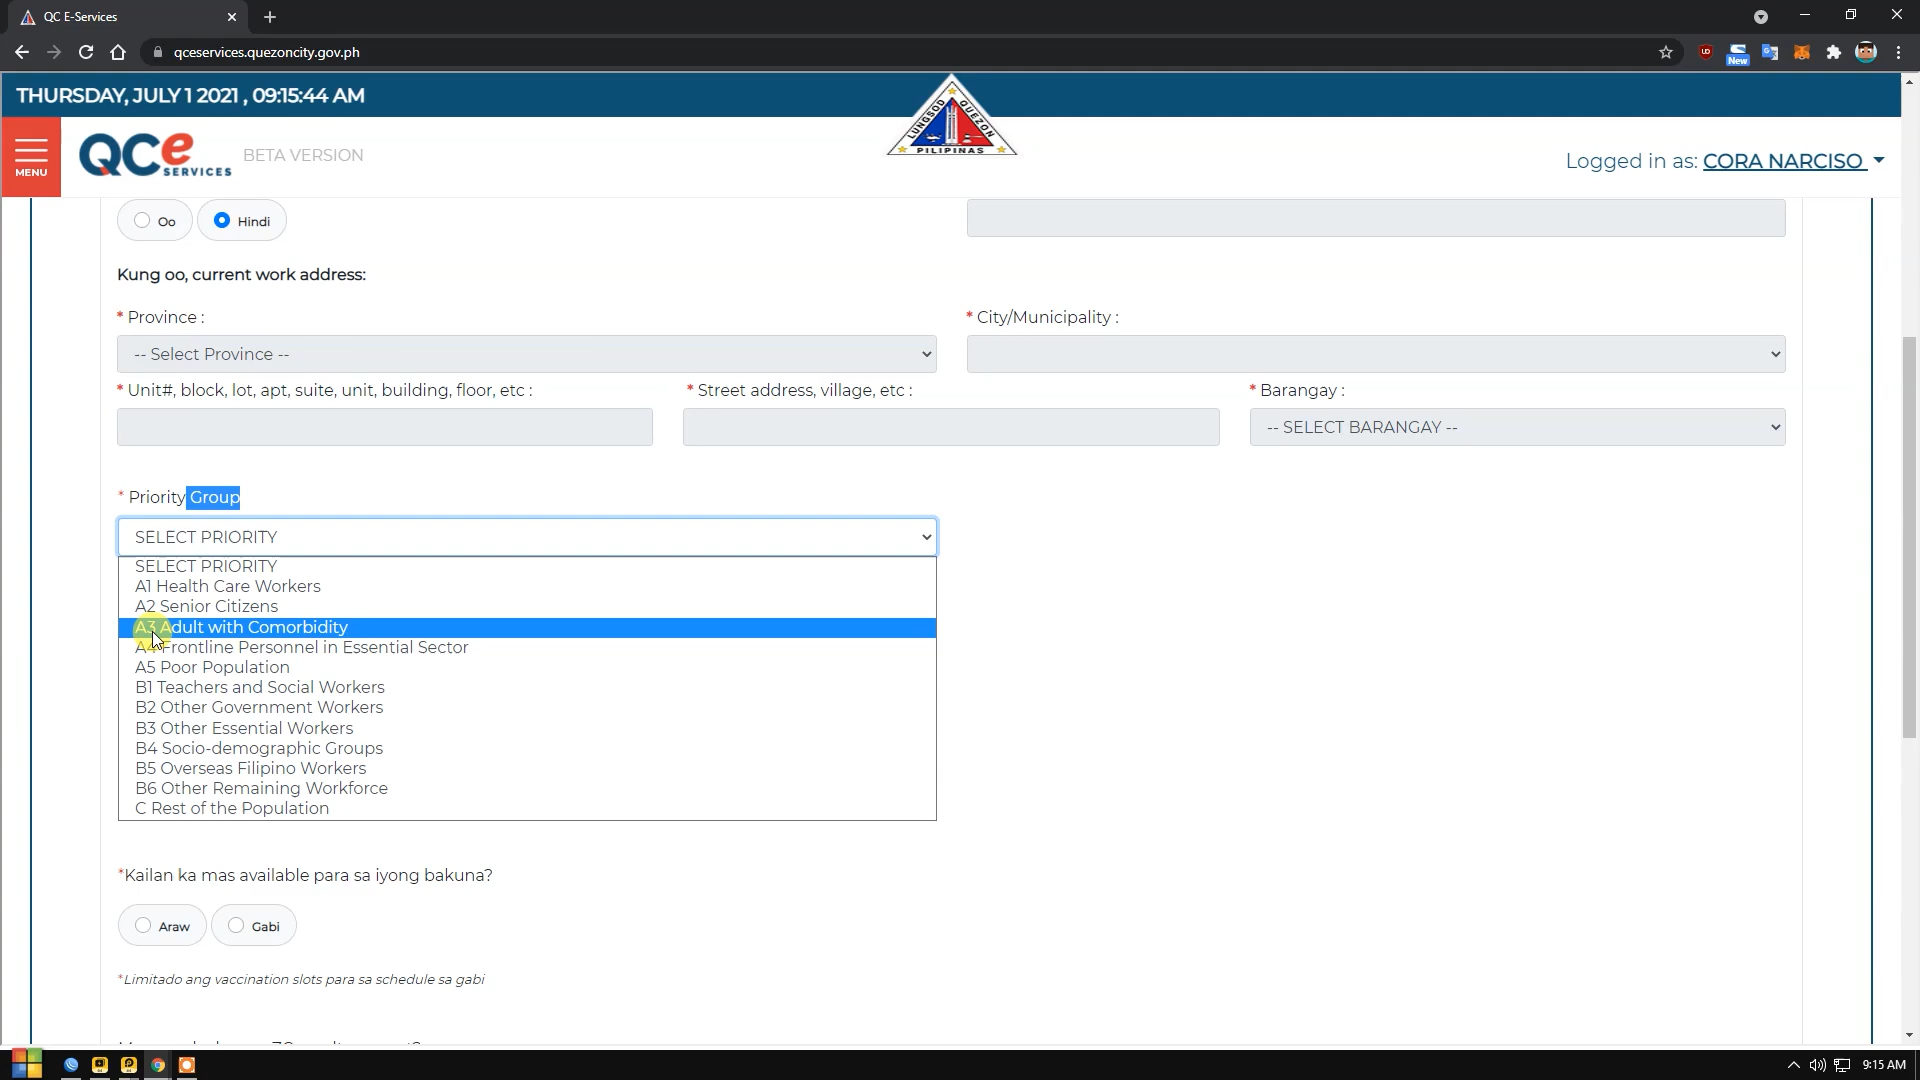 QC E-Services
qceservices.quezoncity.gov.ph
New
THURSDAY, JULY 1 2021 , 09:15:44 AM
LUNGSOD QUEZON
PILIPINAS
MENU
QCe SERVICES
BETA VERSION
Logged in as: CORA NARCISO
Oo
Hindi
Kung oo, current work address:
* Province :
* City/Municipality :
-- Select Province --
* Unit#, block, lot, apt, suite, unit, building, floor, etc :
* Street address, village, etc :
* Barangay :
-- SELECT BARANGAY --
* Priority Group
SELECT PRIORITY
SELECT PRIORITY
A1 Health Care Workers
A2 Senior Citizens
A3 Adult with Comorbidity
A4 Frontline Personnel in Essential Sector
A5 Poor Population
B1 Teachers and Social Workers
B2 Other Government Workers
B3 Other Essential Workers
B4 Socio-demographic Groups
B5 Overseas Filipino Workers
B6 Other Remaining Workforce
C Rest of the Population
*Kailan ka mas available para sa iyong bakuna?
Araw
Gabi
*Limitado ang vaccination slots para sa schedule sa gabi
9:15 AM